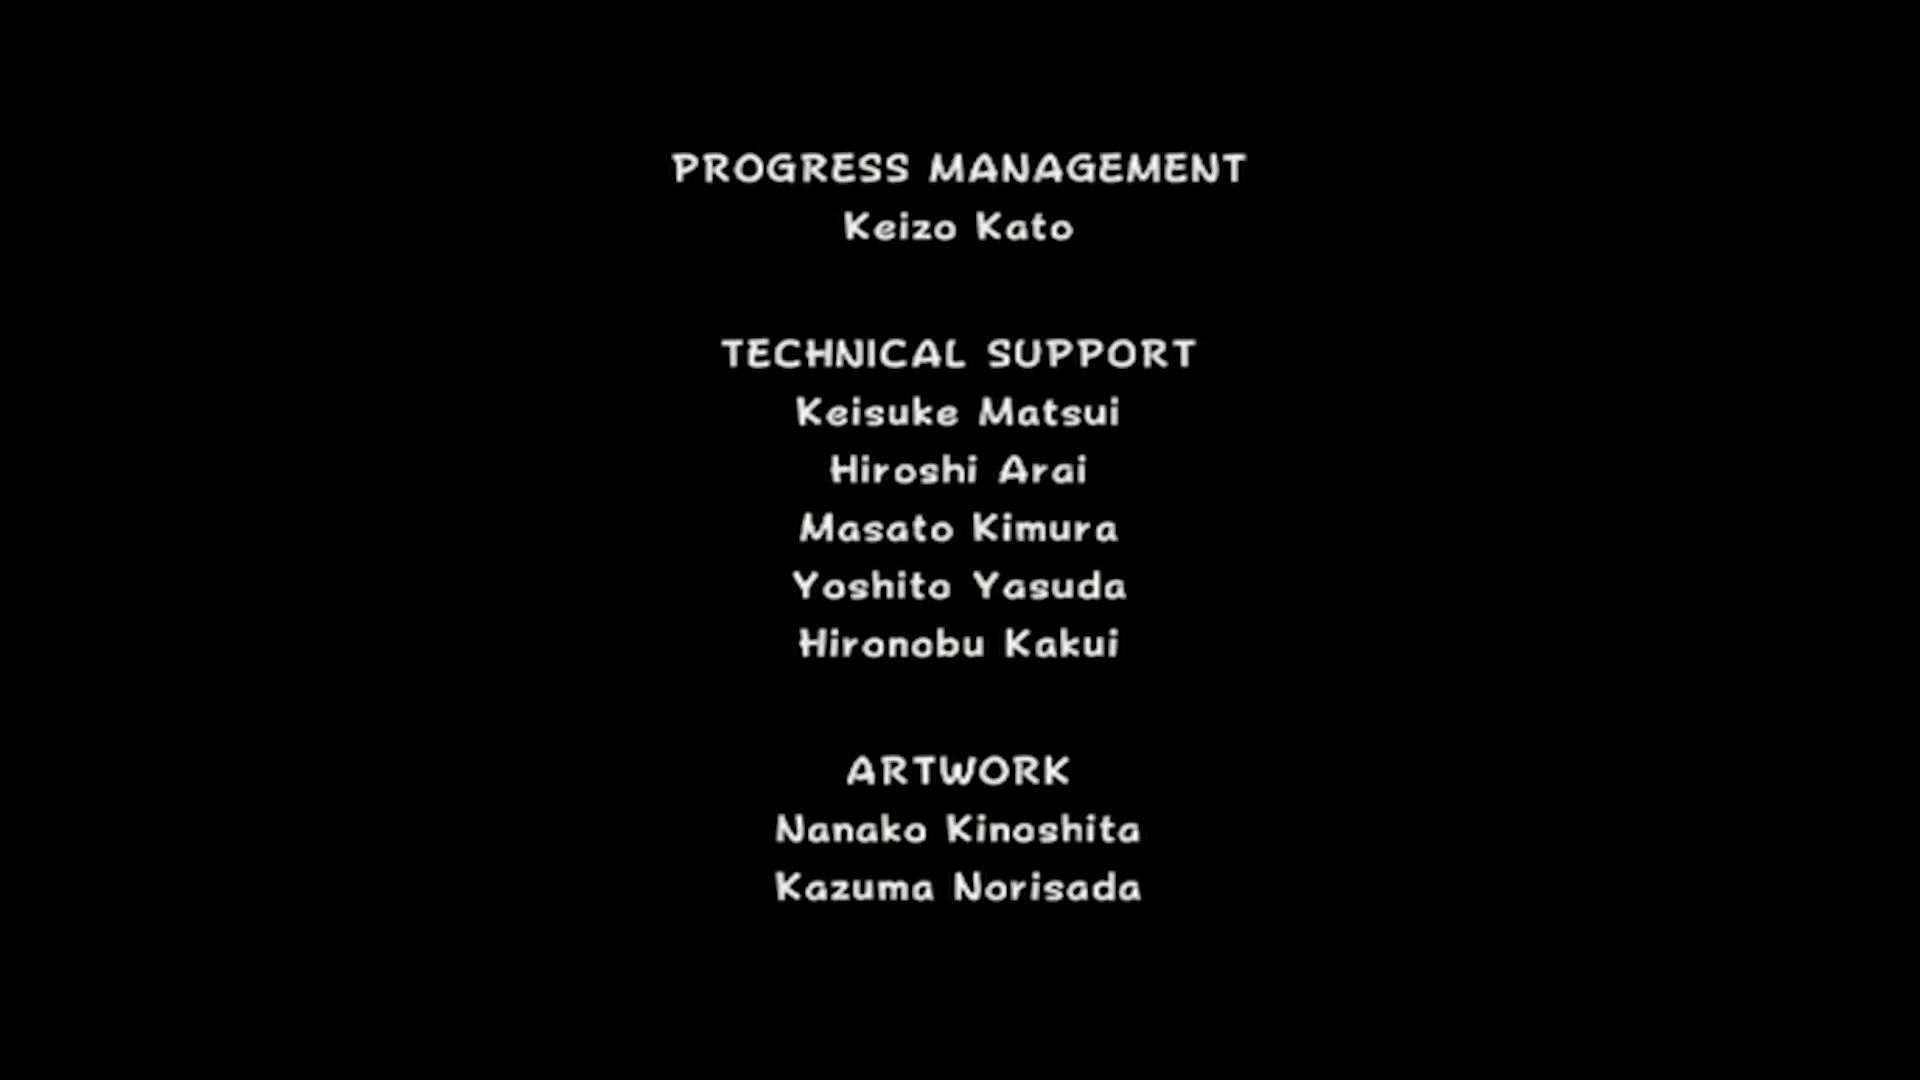 PROGRESS MANAGEMENT
Keizo Kato
TECHNICAL SUPPORT
Keisuke Matsui
Hiroshi Arai
Masato Kimura
Yoshito Yasuda
Hironobu Kakui
ARTWORK
Nanako Kinoshita
Kazuma Norisada